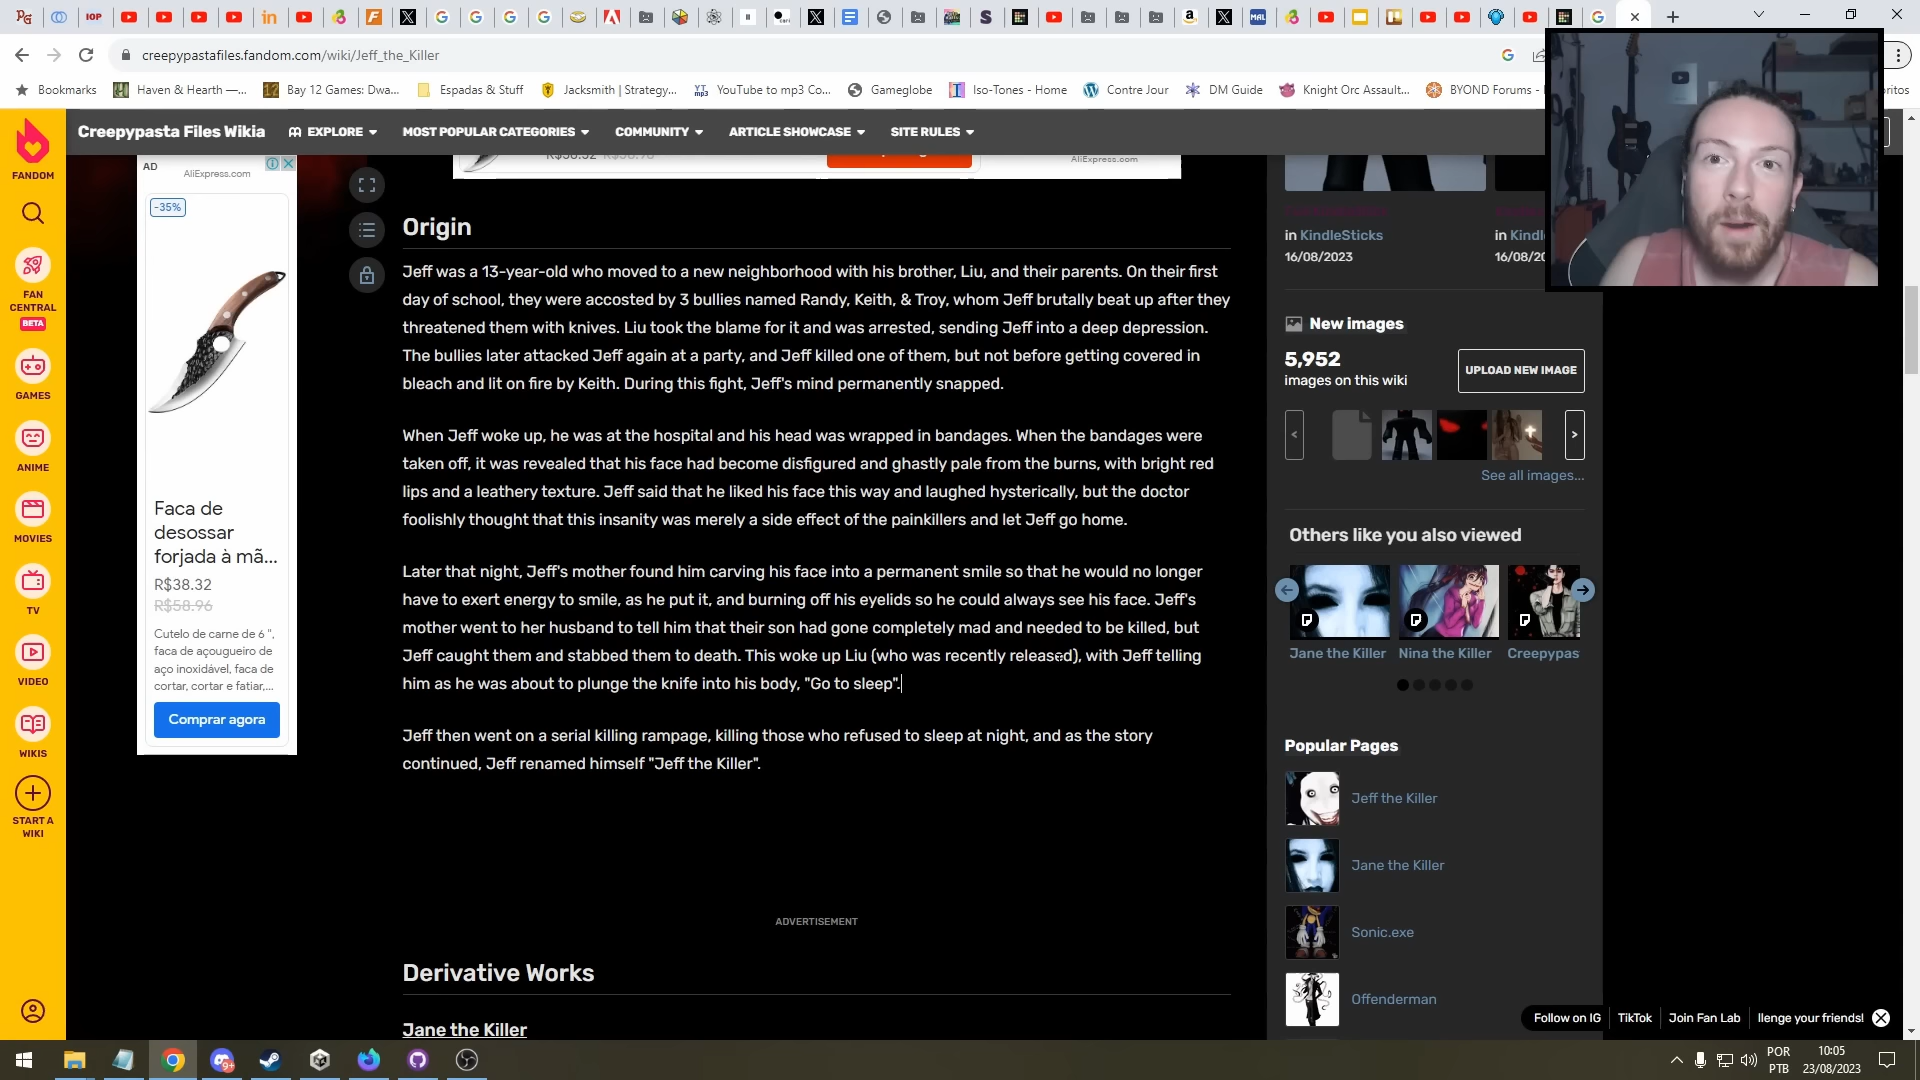 creepypastafiles.fandom.com/wiki/Jeff_the_Killer
Bookmarks
Haven & Hearth —...
Bay 12 Games: Dwa...
Espadas & Stuff
Jacksmith | Strategy...
YouTube to mp3 Co...
Gameglobe
Iso-Tones - Home
Contre Jour
DM Guide
Knight Orc Assault...
BYOND Forums -
Creepypasta Files Wikia
EXPLORE
MOST POPULAR CATEGORIES
COMMUNITY
ARTICLE SHOWCASE
SITE RULES
FANDOM
FAN
CENTRAL
BETA
GAMES
ANIME
MOVIES
TV
VIDEO
WIKIS
START A
WIKI
AD
AliExpress.com
-35%
Faca de
desossar
forjada à mã...
R$38.32
R$58.96
Cutelo de carne de 6 ",
faca de açougueiro de
aço inoxidável, faca de
cortar, cortar e fatiar,...
Comprar agora
AliExpress.com
Origin
Jeff was a 13-year-old who moved to a new neighborhood with his brother, Liu, and their parents. On their first
day of school, they were accosted by 3 bullies named Randy, Keith, & Troy, whom Jeff brutally beat up after they
threatened them with knives. Liu took the blame for it and was arrested, sending Jeff into a deep depression.
The bullies later attacked Jeff again at a party, and Jeff killed one of them, but not before getting covered in
bleach and lit on fire by Keith. During this fight, Jeff's mind permanently snapped.
When Jeff woke up, he was at the hospital and his head was wrapped in bandages. When the bandages were
taken off, it was revealed that his face had become disfigured and ghastly pale from the burns, with bright red
lips and a leathery texture. Jeff said that he liked his face this way and laughed hysterically, but the doctor
foolishly thought that this insanity was merely a side effect of the painkillers and let Jeff go home.
Later that night, Jeff's mother found him carving his face into a permanent smile so that he would no longer
have to exert energy to smile, as he put it, and burning off his eyelids so he could always see his face. Jeff's
mother went to her husband to tell him that their son had gone completely mad and needed to be killed, but
Jeff caught them and stabbed them to death. This woke up Liu (who was recently released), with Jeff telling
him as he was about to plunge the knife into his body, "Go to sleep".
Jeff then went on a serial killing rampage, killing those who refused to sleep at night, and as the story
continued, Jeff renamed himself "Jeff the Killer".
ADVERTISEMENT
Derivative Works
Jane the Killer
in KindleSticks
16/08/2023
in Kindl
16/08/20
New images
5,952
images on this wiki
UPLOAD NEW IMAGE
See all images...
Others like you also viewed
Jane the Killer
Nina the Killer
Creepypas
Popular Pages
Jeff the Killer
Jane the Killer
Sonic.exe
Offenderman
Follow on IG
TikTok
Join Fan Lab
llenge your friends!
POR
PTB
10:05
23/08/2023